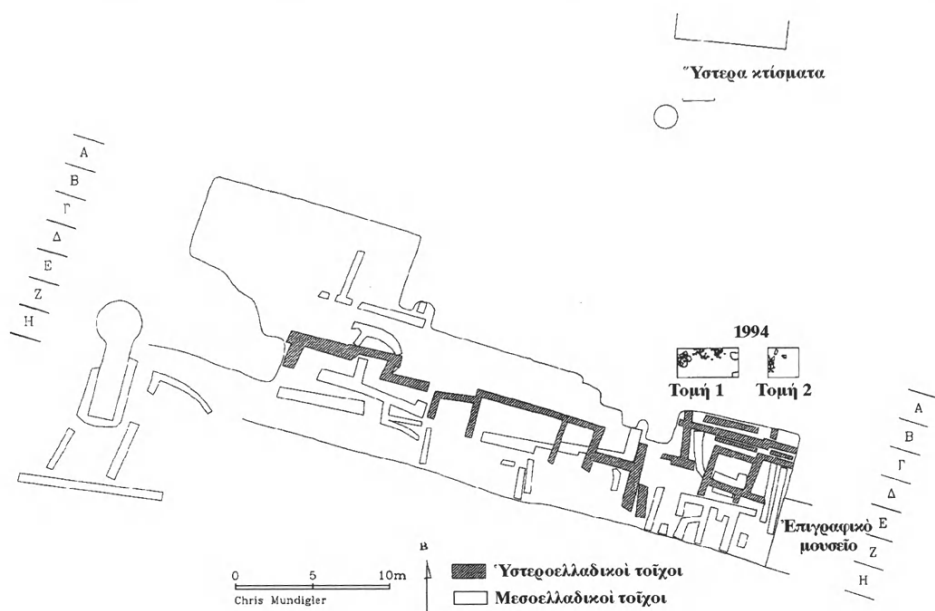 Ὕστερα κτίσματα
Α
Β
Γ
Δ
Ε
Ζ
Η
1994
Τομή 1
Τομή 2
Α
Β
Γ
Δ
Ε
Ζ
Η
Ἐπιγραφικὸ
μουσεῖο
Β
0 5 10m
Chris Mundigler
Ὑστεροελλαδικοὶ τοῖχοι
Μεσοελλαδικοὶ τοῖχοι